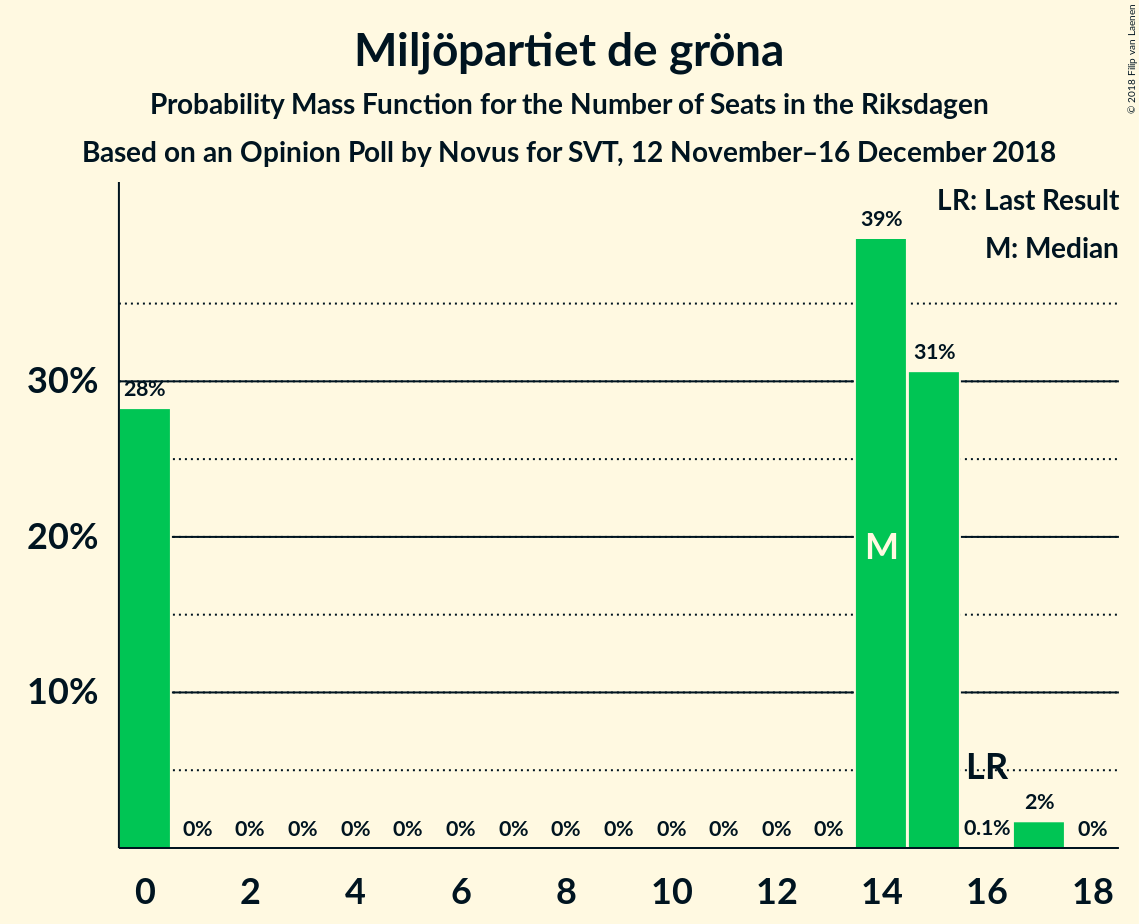 Miljöpartiet de gröna
Probability Mass Function for the Number of Seats in the Riksdagen
Based on an Opinion Poll by Novus for SVT, 12 November–16 December 2018
© 2018 Filip van Laenen
LR: Last Result
M: Median
39%
31%
30%
28%
20%
M
10%
LR
2%
0% 0% 0% 0% 0% 0% 0% 0% 0% 0% 0% 0% 0% 0.1% 0%
0 2 4 6 8 10 12 14 16 18